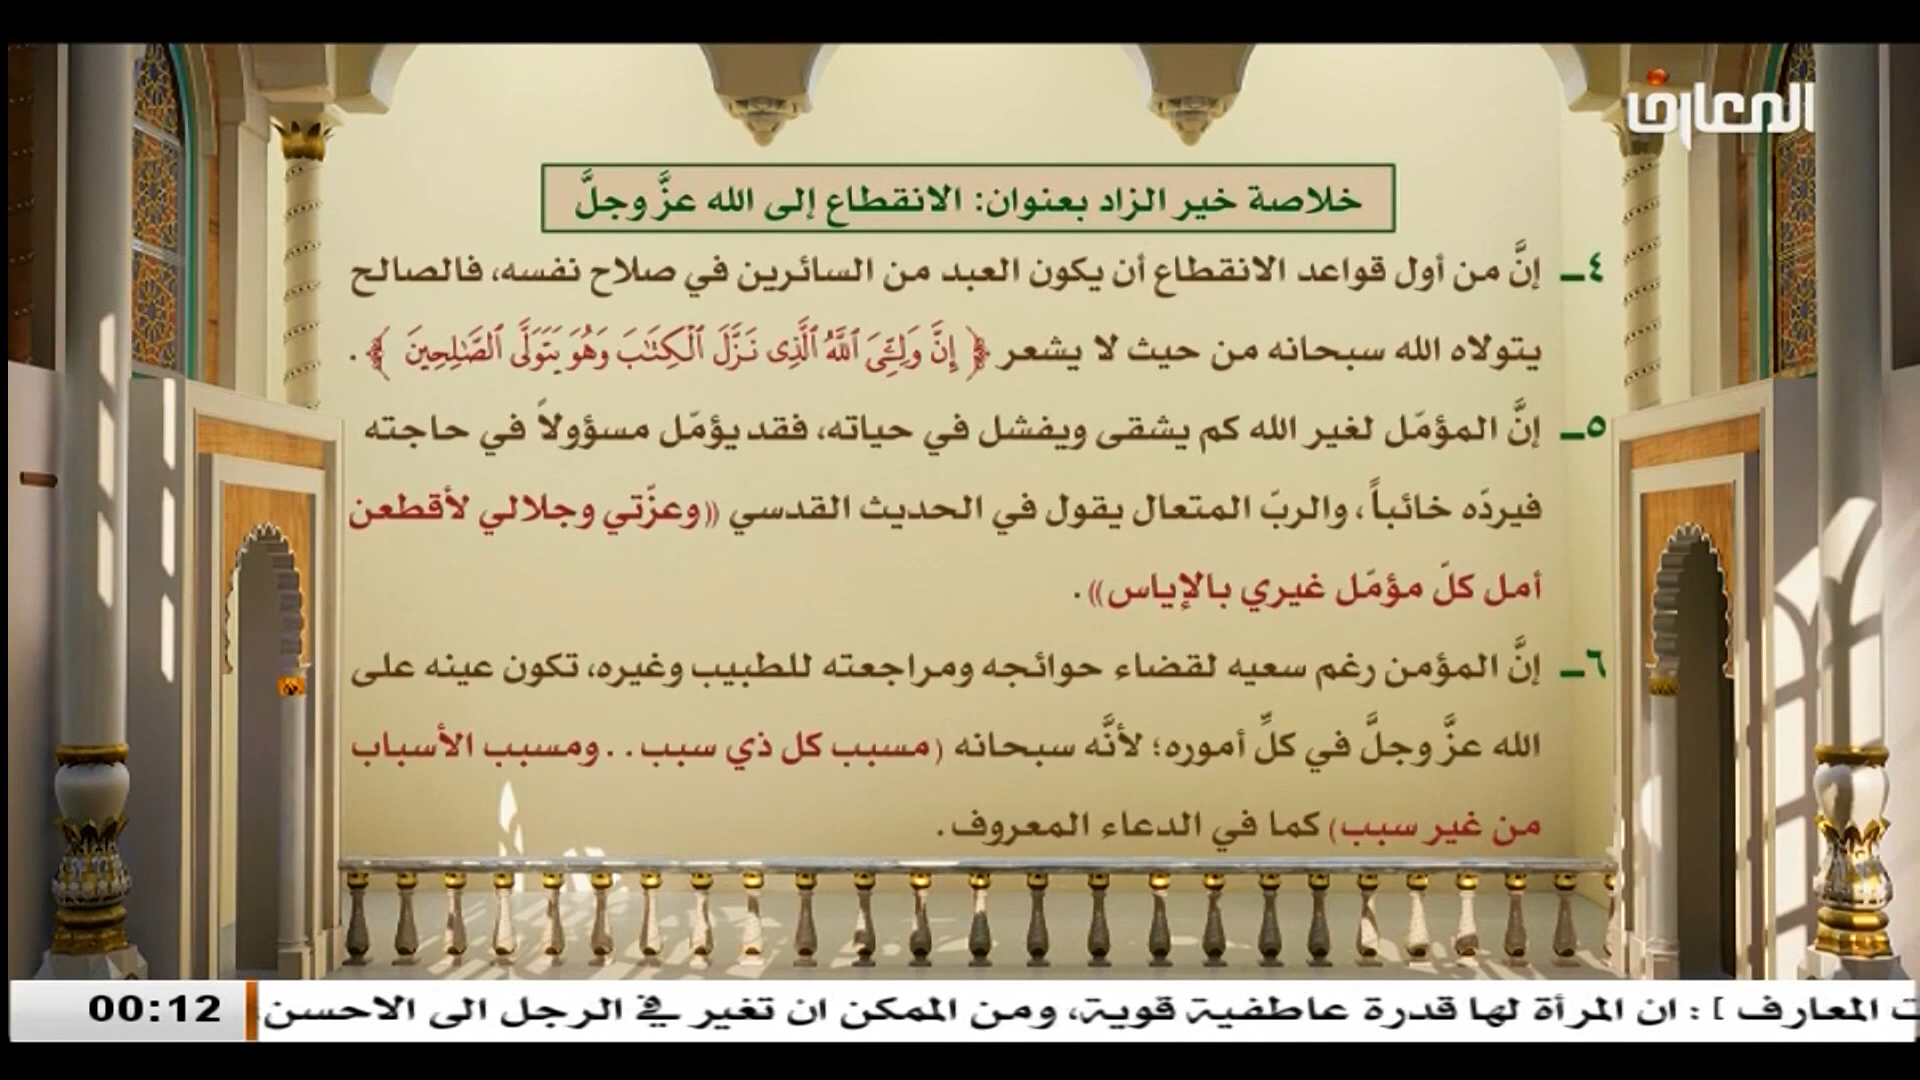 المعارف
خلاصة خير الزاد بعنوان: الانقطاع إلى الله عزَّ وجلَّ
٤ـ إنَّ من أول قواعد الانقطاع أن يكون العبد من السائرين في صلاح نفسه، فالصالح
يتولاه الله سبحانه من حيث لا يشعر ﴿ إِنَّ وَلِـِّۧيَ ٱللَّهُ ٱلَّذِى نَزَّلَ ٱلْكِتَـٰبَ وَهُوَ يَتَوَلَّى ٱلصَّـٰلِحِينَ ﴾.
٥ـ إنَّ المؤمّل لغير الله كم يشقى ويفشل في حياته، فقد يؤمّل مسؤولاً في حاجته
فيردّه خائباً، والربّ المتعال يقول في الحديث القدسي ((وعزّتي وجلالي لأقطعن
أمل كلّ مؤمّل غيري بالإياس)).
٦ـ إنَّ المؤمن رغم سعيه لقضاء حوائجه ومراجعته للطبيب وغيره، تكون عينه على
الله عزَّ وجلَّ في كلِّ أموره؛ لأنَّه سبحانه (مسبب كل ذي سبب.. ومسبب الأسباب
من غير سبب) كما في الدعاء المعروف.
ت المعارف ] : ان المرأة لها قدرة عاطفية قوية، ومن الممكن ان تغير في الرجل الى الاحسن
00:12